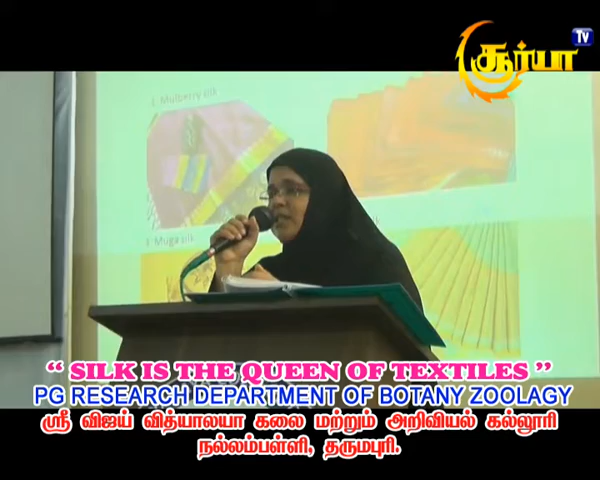 சூர்யா Tv
1. Mulberry silk
3. Muga silk
silk
“ SILK IS THE QUEEN OF TEXTILES ”
PG RESEARCH DEPARTMENT OF BOTANY ZOOLAGY
ஸ்ரீ விஜய் வித்யாலயா கலை மற்றும் அறிவியல் கல்லூரி
நல்லம்பள்ளி, தருமபுரி.